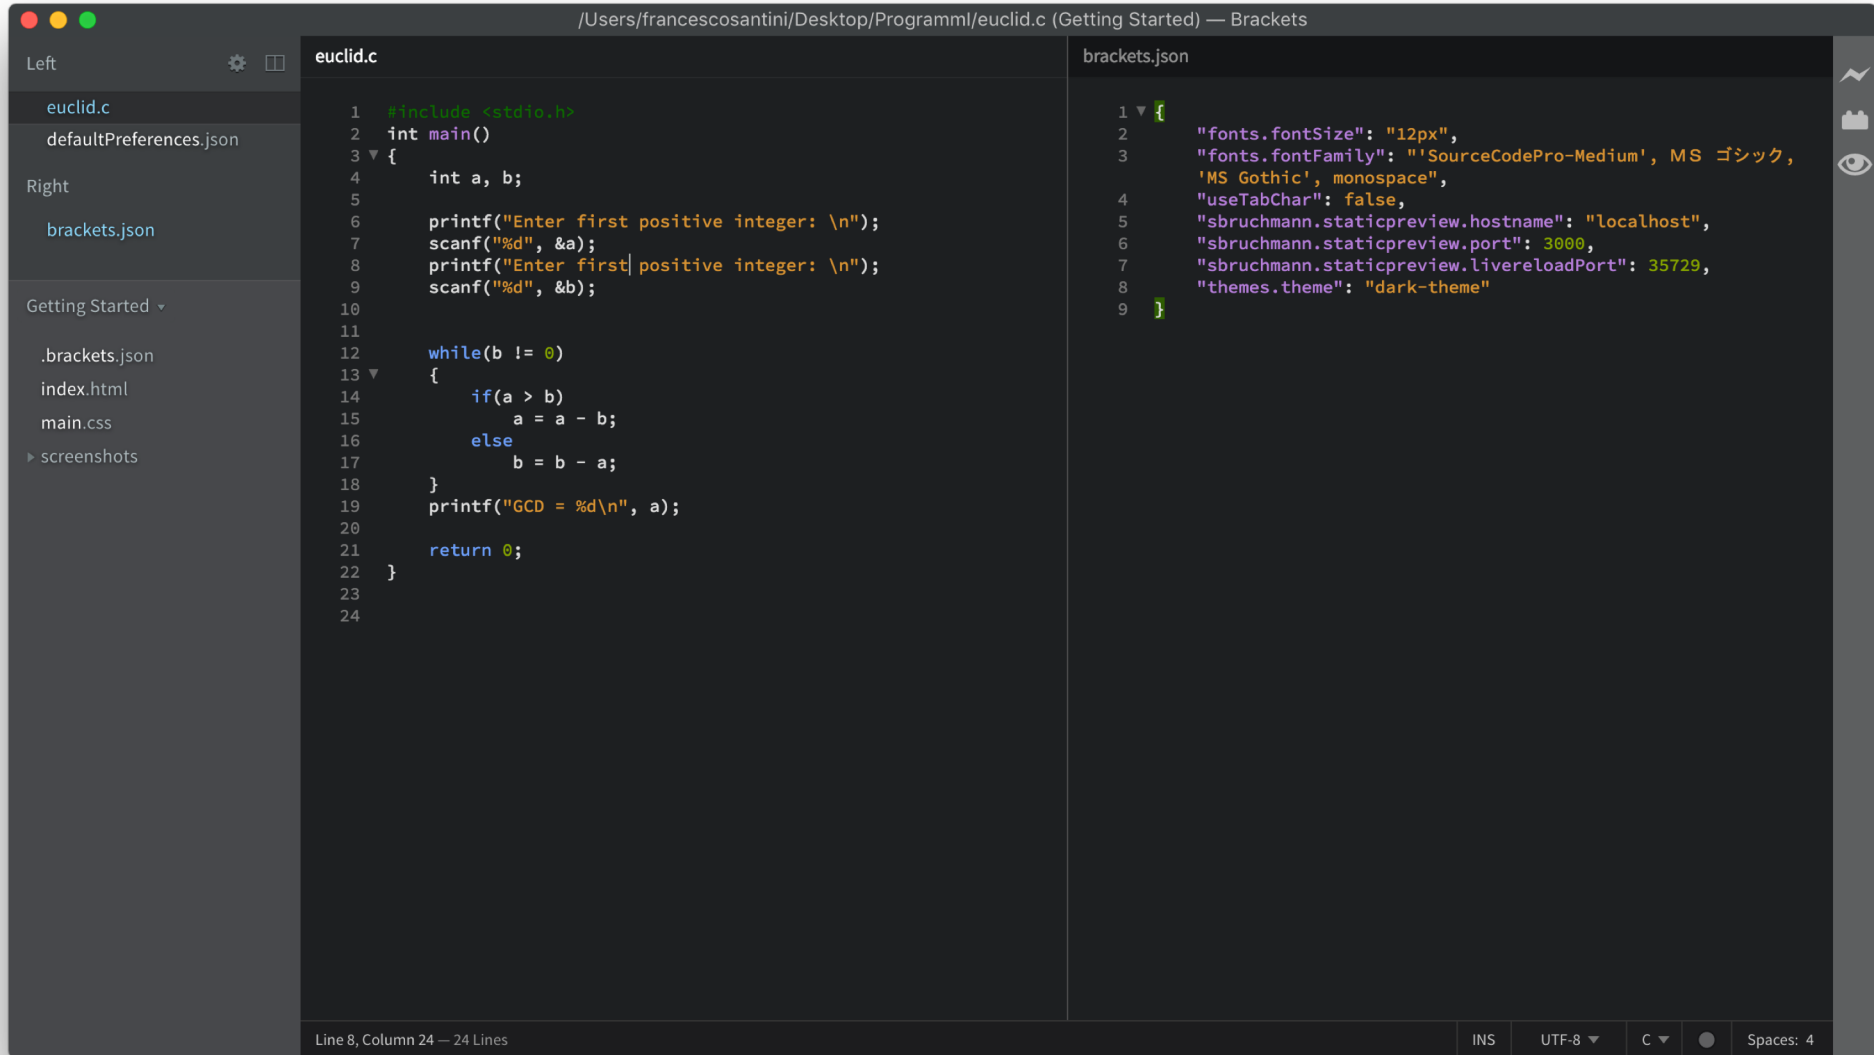 /Users/francescosantini/Desktop/ProgrammI/euclid.c (Getting Started) — Brackets
Left
euclid.c
defaultPreferences.json
Right
brackets.json
Getting Started
.brackets.json
index.html
main.css
screenshots
euclid.c
1 #include <stdio.h>
2 int main()
3 {
4     int a, b;
5
6     printf("Enter first positive integer: \n");
7     scanf("%d", &a);
8     printf("Enter first positive integer: \n");
9     scanf("%d", &b);
10
11
12     while(b != 0)
13     {
14         if(a > b)
15             a = a - b;
16         else
17             b = b - a;
18     }
19     printf("GCD = %d\n", a);
20
21     return 0;
22 }
23
24
brackets.json
1 {
2     "fonts.fontSize": "12px",
3     "fonts.fontFamily": "'SourceCodePro-Medium', ＭＳ ゴシック,
'MS Gothic', monospace",
4     "useTabChar": false,
5     "sbruchmann.staticpreview.hostname": "localhost",
6     "sbruchmann.staticpreview.port": 3000,
7     "sbruchmann.staticpreview.livereloadPort": 35729,
8     "themes.theme": "dark-theme"
9 }
Line 8, Column 24 — 24 Lines
INS
UTF-8
C
Spaces: 4